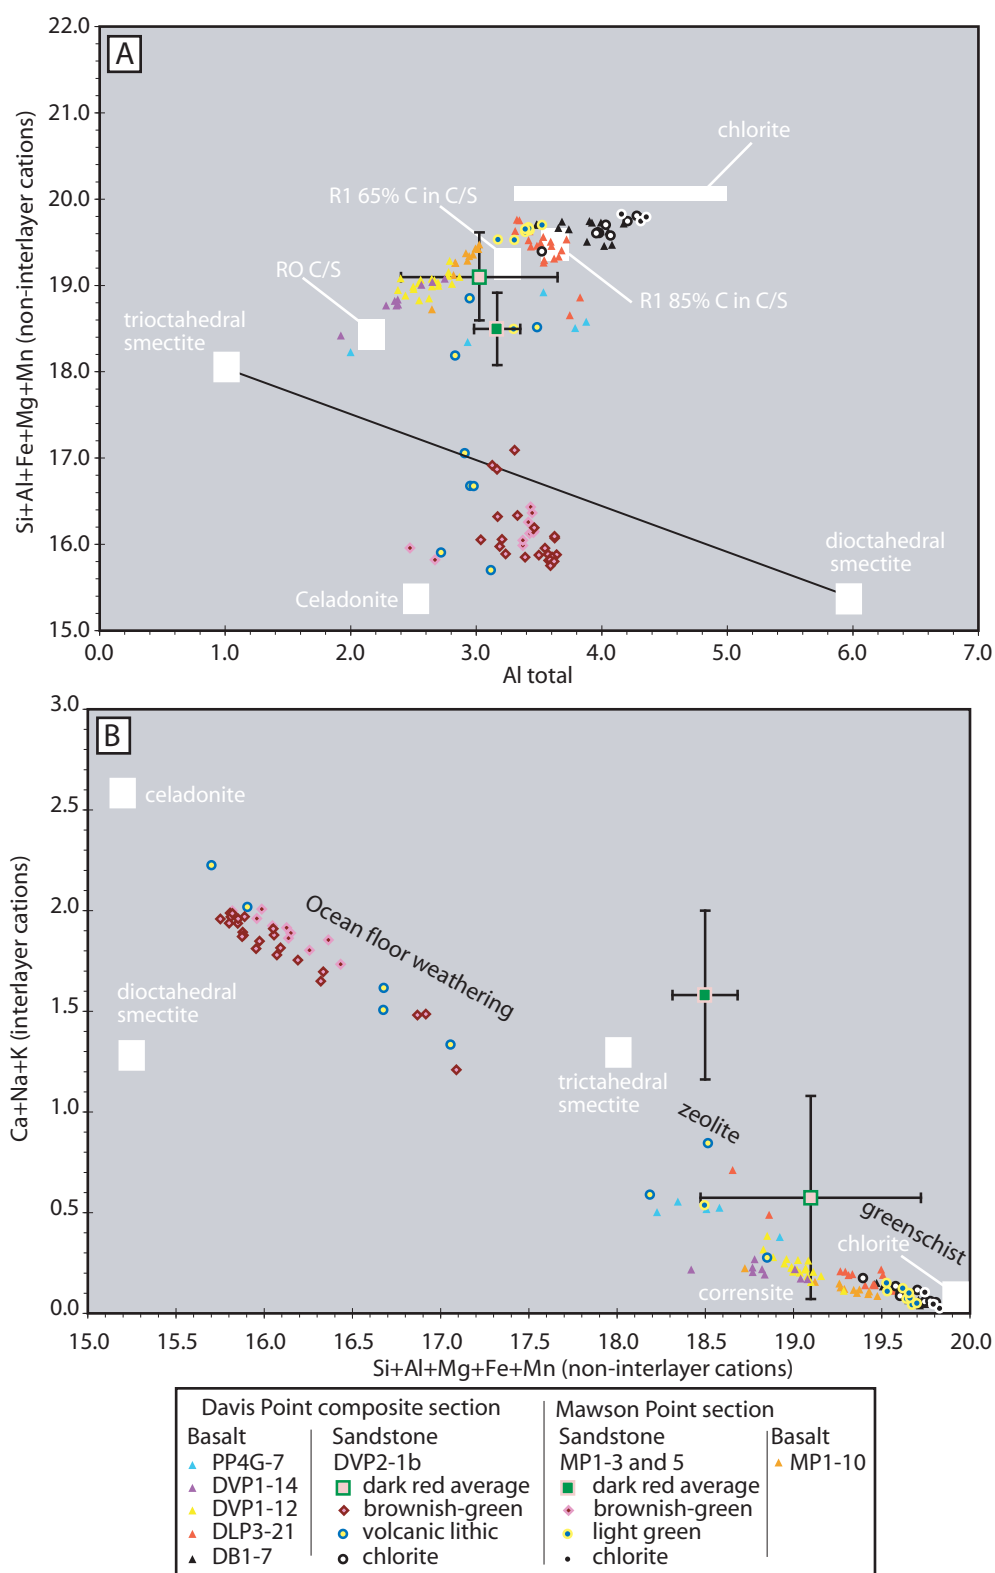 A
22.0
21.0
20.0
19.0
18.0
17.0
16.0
15.0
Si+Al+Fe+Mg+Mn (non-interlayer cations)
chlorite
R1 65% C in C/S
RO C/S
R1 85% C in C/S
trioctahedral
smectite
dioctahedral
smectite
Celadonite
0.0 1.0 2.0 3.0 4.0 5.0 6.0 7.0
Al total
B
3.0
2.5
2.0
1.5
1.0
0.5
0.0
Ca+Na+K (interlayer cations)
celadonite
Ocean floor weathering
dioctahedral
smectite
trictahedral
smectite
zeolite
greenschist
chlorite
corrensite
15.0 15.5 16.0 16.5 17.0 17.5 18.0 18.5 19.0 19.5 20.0
Si+Al+Mg+Fe+Mn (non-interlayer cations)
Davis Point composite section
Basalt
PP4G-7
DVP1-14
DVP1-12
DLP3-21
DB1-7
Sandstone
DVP2-1b
dark red average
brownish-green
volcanic lithic
chlorite
Mawson Point section
Sandstone
MP1-3 and 5
dark red average
brownish-green
light green
chlorite
Basalt
MP1-10